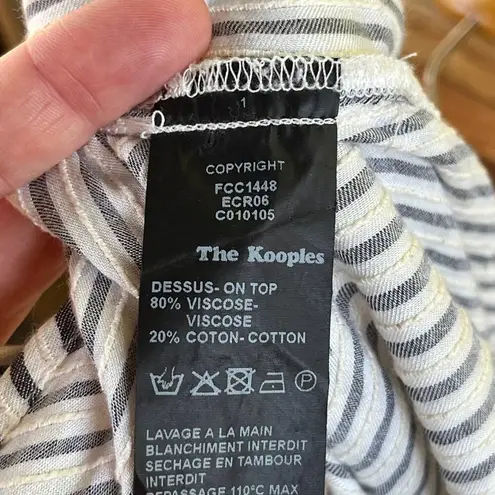 1
COPYRIGHT
FCC1448
ECR06
C010105
The Kooples
DESSUS- ON TOP
80% VISCOSE-
VISCOSE
20% COTON-COTTON
P
LAVAGE A LA MAIN
BLANCHIMENT INTERDIT
SECHAGE EN TAMBOUR
INTERDIT
REPASSAGE 110°C MAX